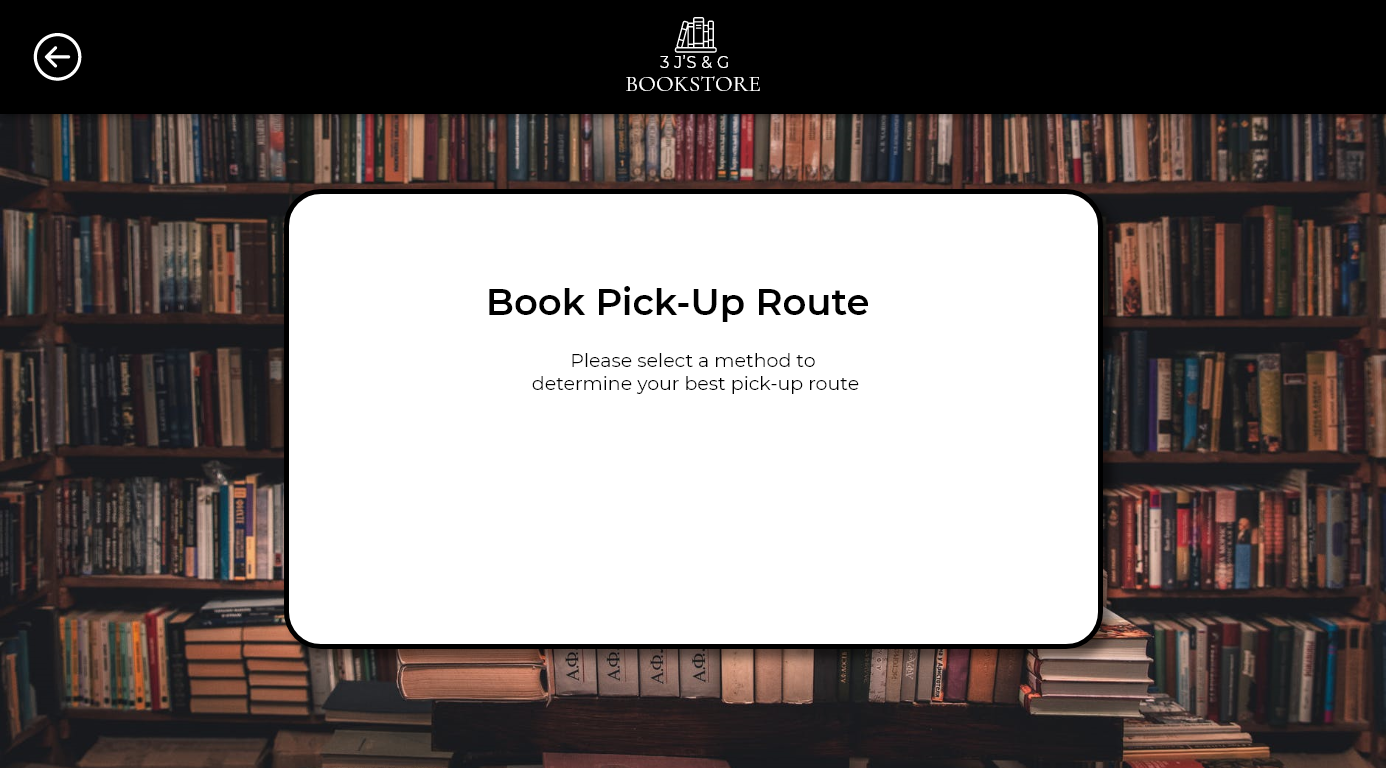 3 J'S & G
BOOKSTORE
Book Pick-Up Route
Please select a method to
determine your best pick-up route
Α.Φ.
Α.Φ.
Α.Φ.
Α.Φ.